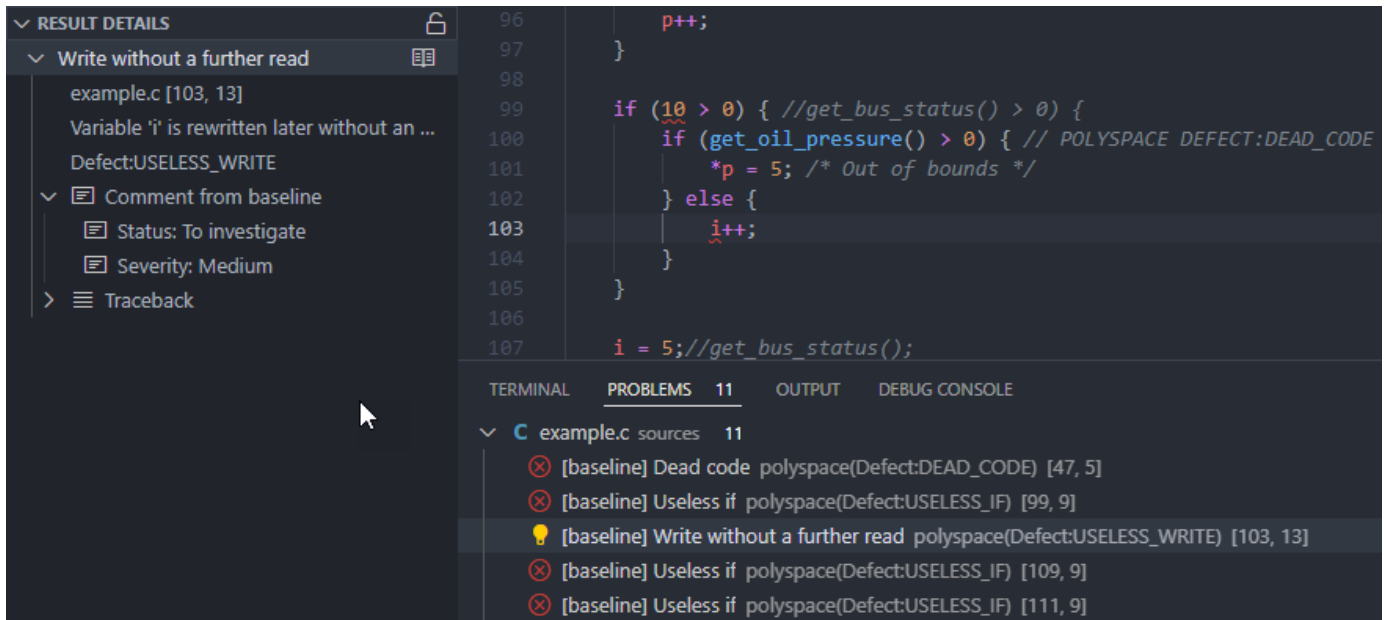 RESULT DETAILS
Write without a further read
example.c [103, 13]
Variable 'i' is rewritten later without an ...
Defect:USELESS_WRITE
Comment from baseline
Status: To investigate
Severity: Medium
Traceback
96 p++;
97 }
98
99 if (10 > 0) { //get_bus_status() > 0) {
100 if (get_oil_pressure() > 0) { // POLYSPACE DEFECT:DEAD_CODE
101 *p = 5; /* Out of bounds */
102 } else {
103 i++;
104 }
105 }
106
107 i = 5;//get_bus_status();
TERMINAL PROBLEMS 11 OUTPUT DEBUG CONSOLE
C example.c sources 11
[baseline] Dead code polyspace(Defect:DEAD_CODE) [47, 5]
[baseline] Useless if polyspace(Defect:USELESS_IF) [99, 9]
[baseline] Write without a further read polyspace(Defect:USELESS_WRITE) [103, 13]
[baseline] Useless if polyspace(Defect:USELESS_IF) [109, 9]
[baseline] Useless if polyspace(Defect:USELESS_IF) [111, 9]